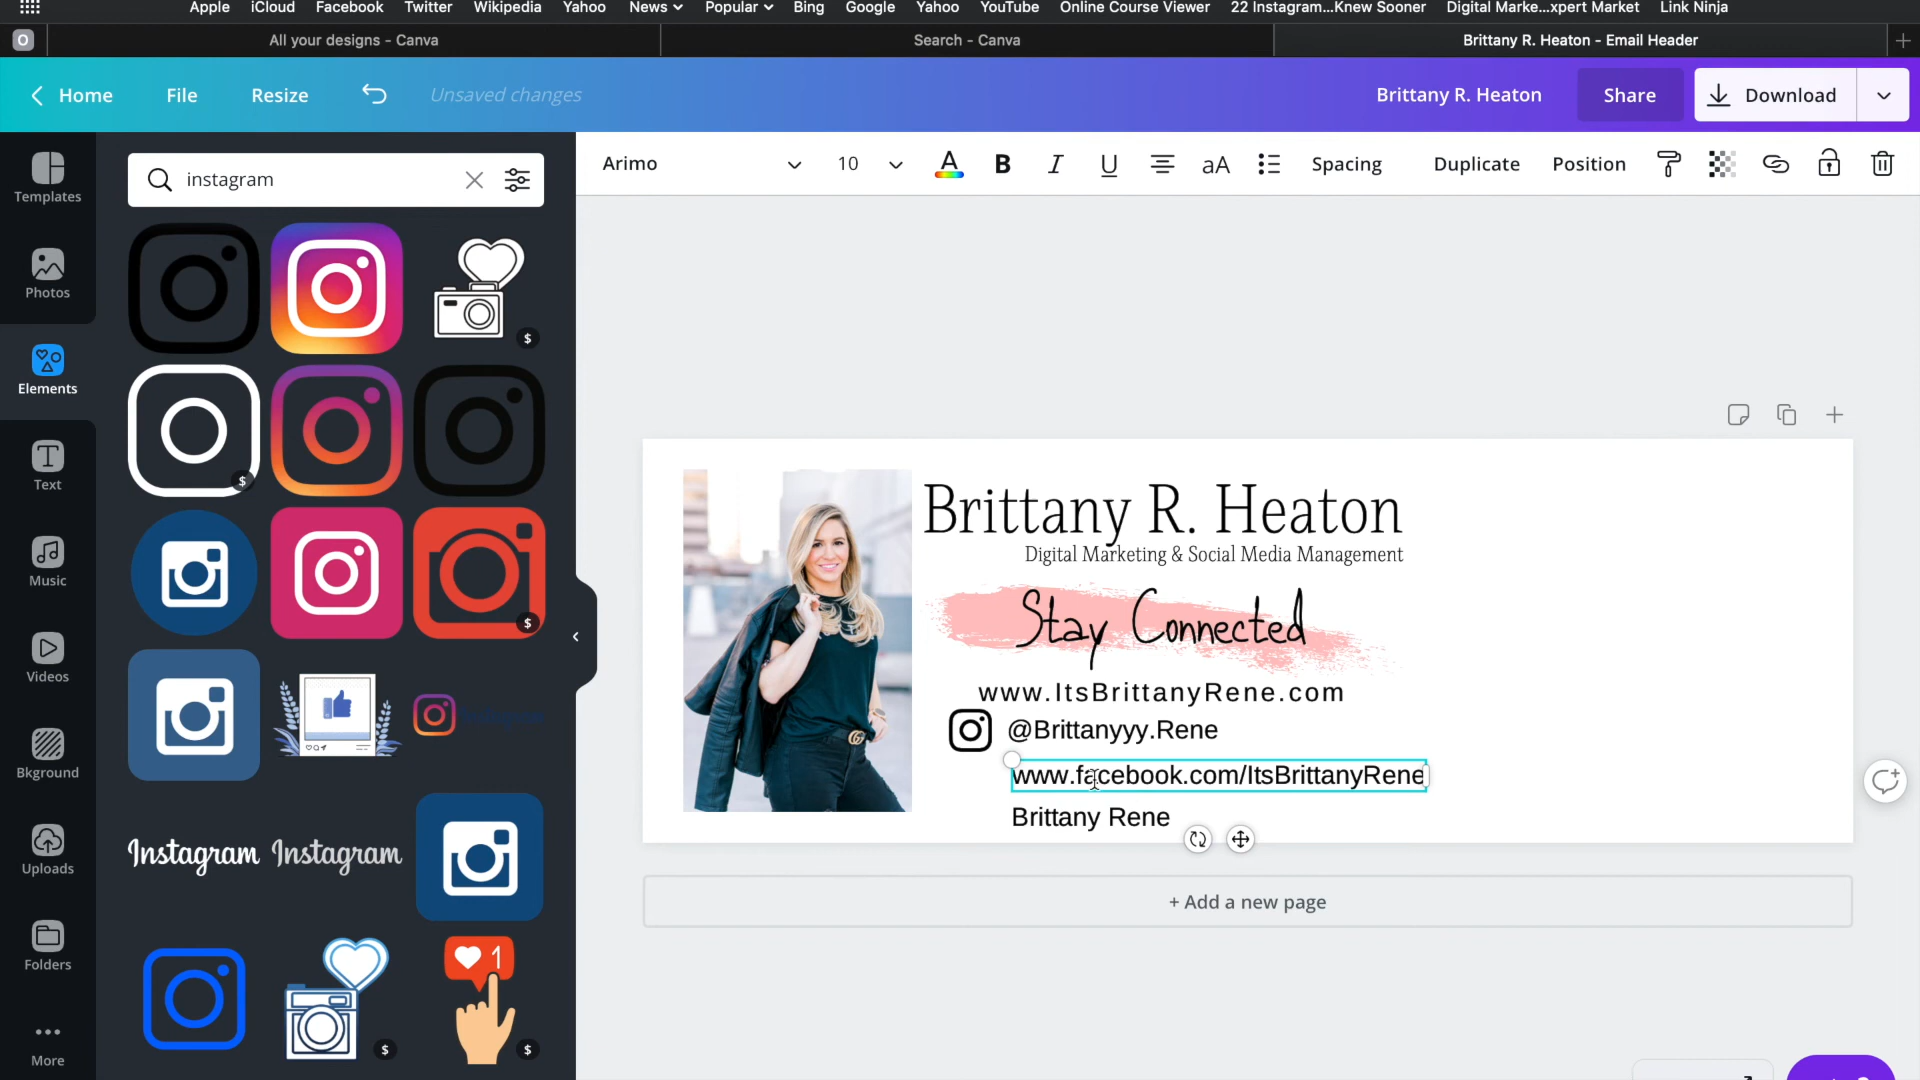 Apple iCloud Facebook Twitter Wikipedia Yahoo News Popular Bing Google Yahoo YouTube Online Course Viewer 22 Instagram...Knew Sooner Digital Marke...xpert Market Link Ninja
O All your designs - Canva Search - Canva Brittany R. Heaton - Email Header
Home File Resize Unsaved changes Brittany R. Heaton Share Download
instagram
Arimo 10 A B I U aA Spacing Duplicate Position
Templates
Photos
Elements
Text
Music
Videos
Bkground
Uploads
Folders
More
$
$
$
Instagram Instagram
1
$
$
Brittany R. Heaton
Digital Marketing & Social Media Management
Stay Connected
www.ItsBrittanyRene.com
@Brittanyyy.Rene
www.facebook.com/ItsBrittanyRene
Brittany Rene
+ Add a new page